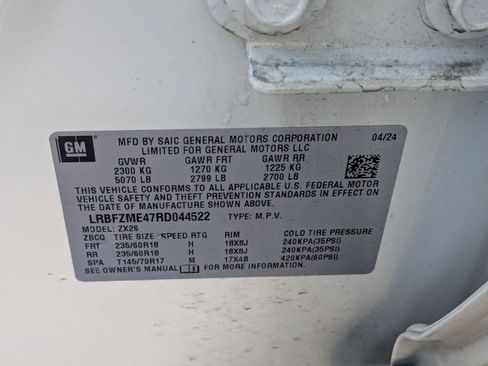 GM
MFD BY SAIC GENERAL MOTORS CORPORATION 04/24
LIMITED FOR GENERAL MOTORS LLC
GVWR GAWR FRT GAWR RR
2300 KG 1270 KG 1225 KG
5070 LB 2799 LB 2700 LB
THIS VEHICLE CONFORMS TO ALL APPLICABLE U.S. FEDERAL MOTOR
VEHICLE SAFETY AND THEFT PREVENTION STANDARDS IN EFFECT ON
THE DATE OF MANUFACTURE SHOWN ABOVE.
LRBFZME47RD044522 TYPE: M.P.V.
MODEL: ZX26
ZBCQ TIRE SIZE SPEED RTG RIM COLD TIRE PRESSURE
FRT 235/60R18 H 18X8J 240KPA(35PSI)
RR 235/60R18 H 18X8J 240KPA(35PSI)
SPA T145/70R17 M 17X4B 420KPA(60PSI)
SEE OWNER'S MANUAL FOR MORE INFORMATION